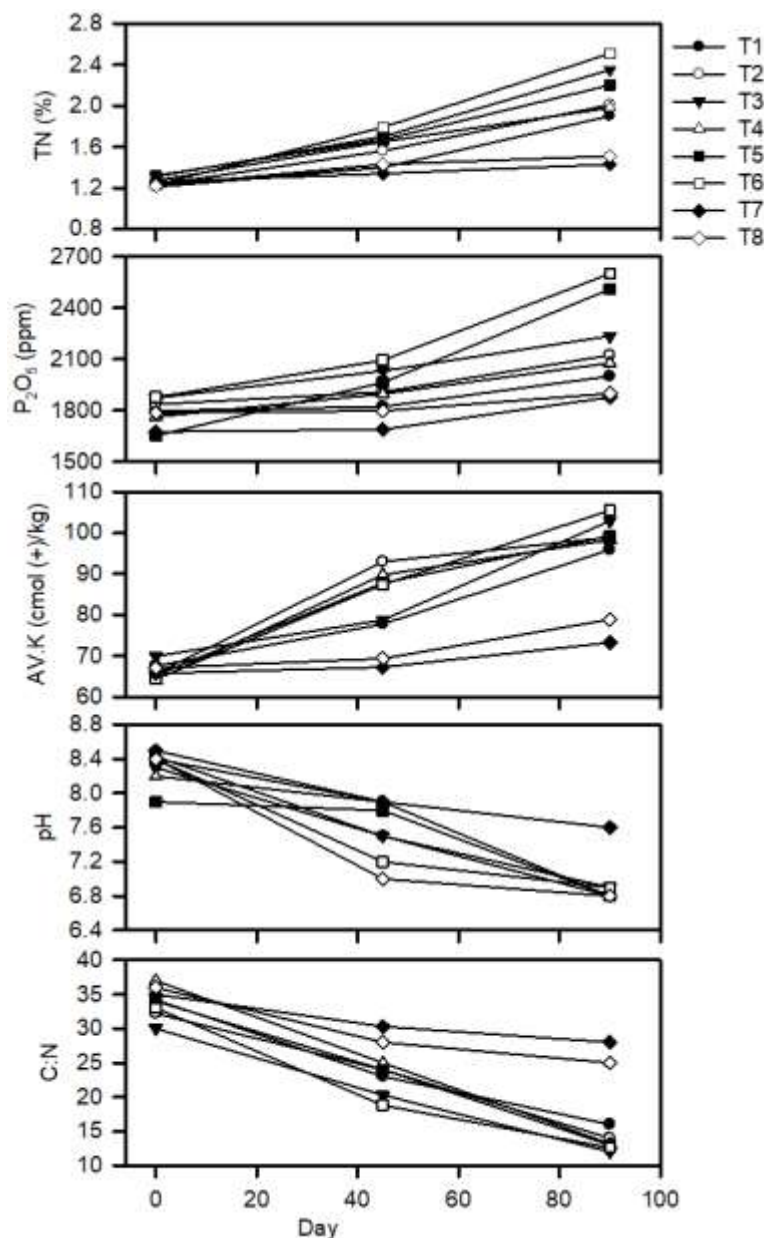 2.8
2.4
2.0
1.6
1.2
0.8
TN (%)
T1
T2
T3
T4
T5
T6
T7
T8
2700
2400
2100
1800
1500
P₂O₅ (ppm)
110
100
90
80
70
60
AV.K (cmol (+)/kg)
8.8
8.4
8.0
7.6
7.2
6.8
6.4
pH
40
35
30
25
20
15
10
C:N
0 20 40 60 80 100
Day